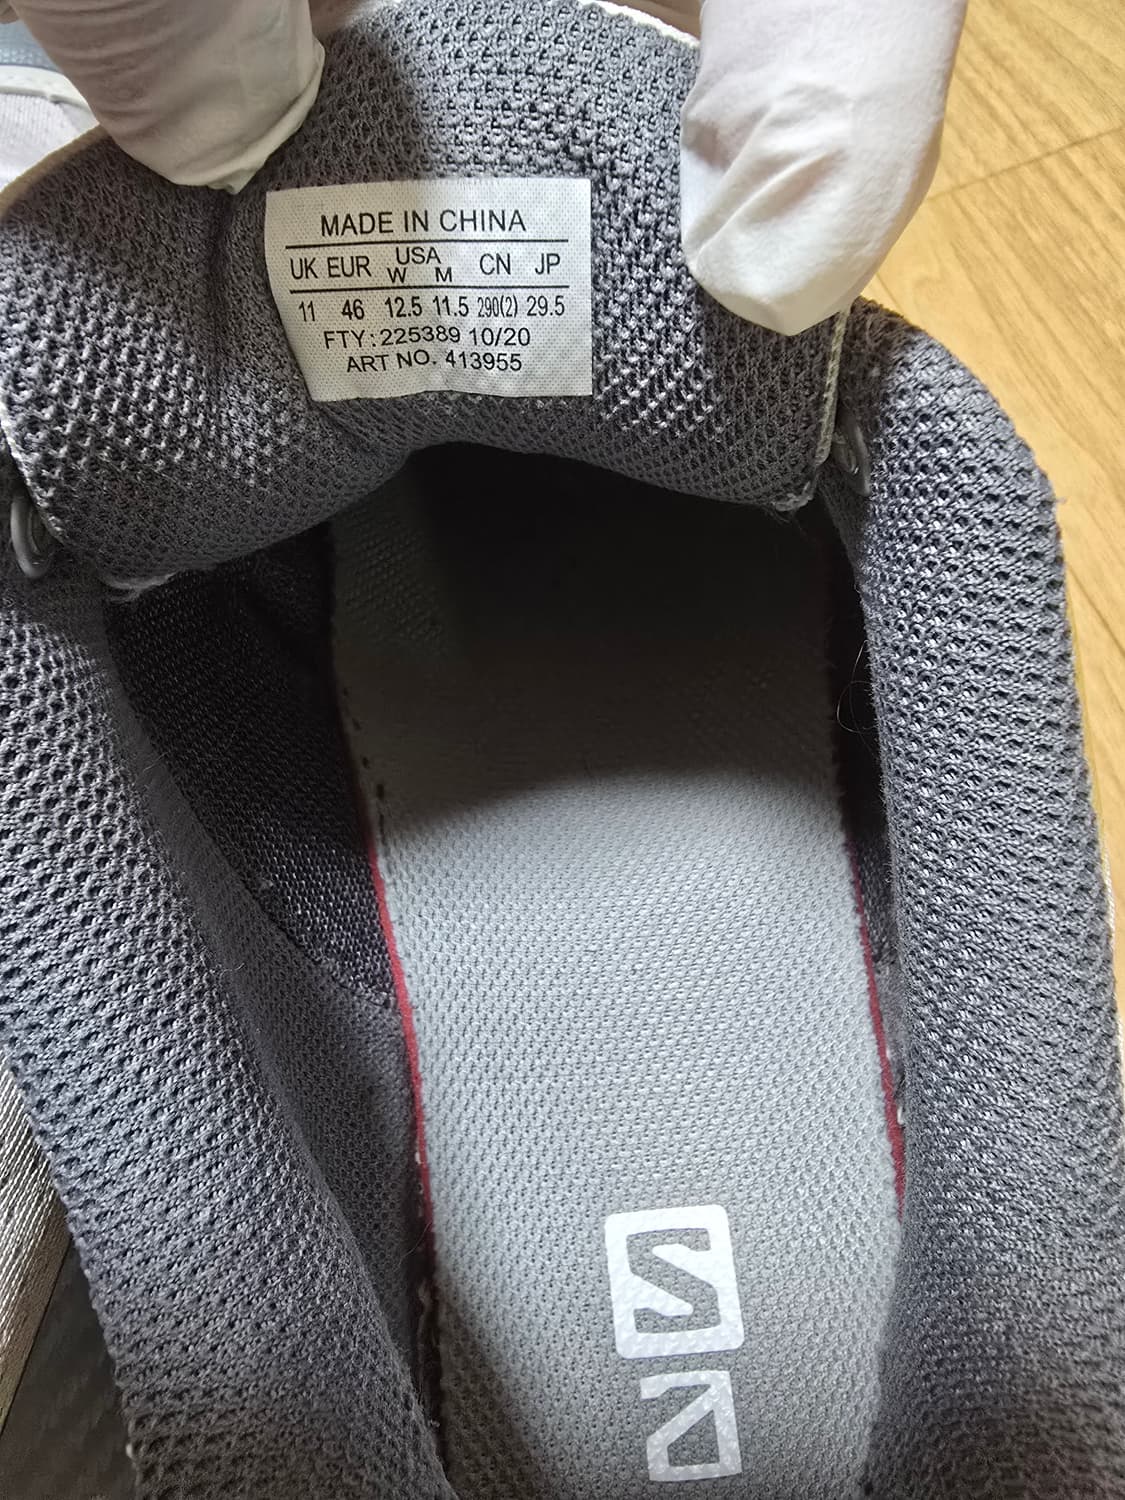 MADE IN CHINA
UK EUR USA W M CN JP
11 46 12.5 11.5 290(2) 29.5
FTY: 225389 10/20
ART NO. 413955
S